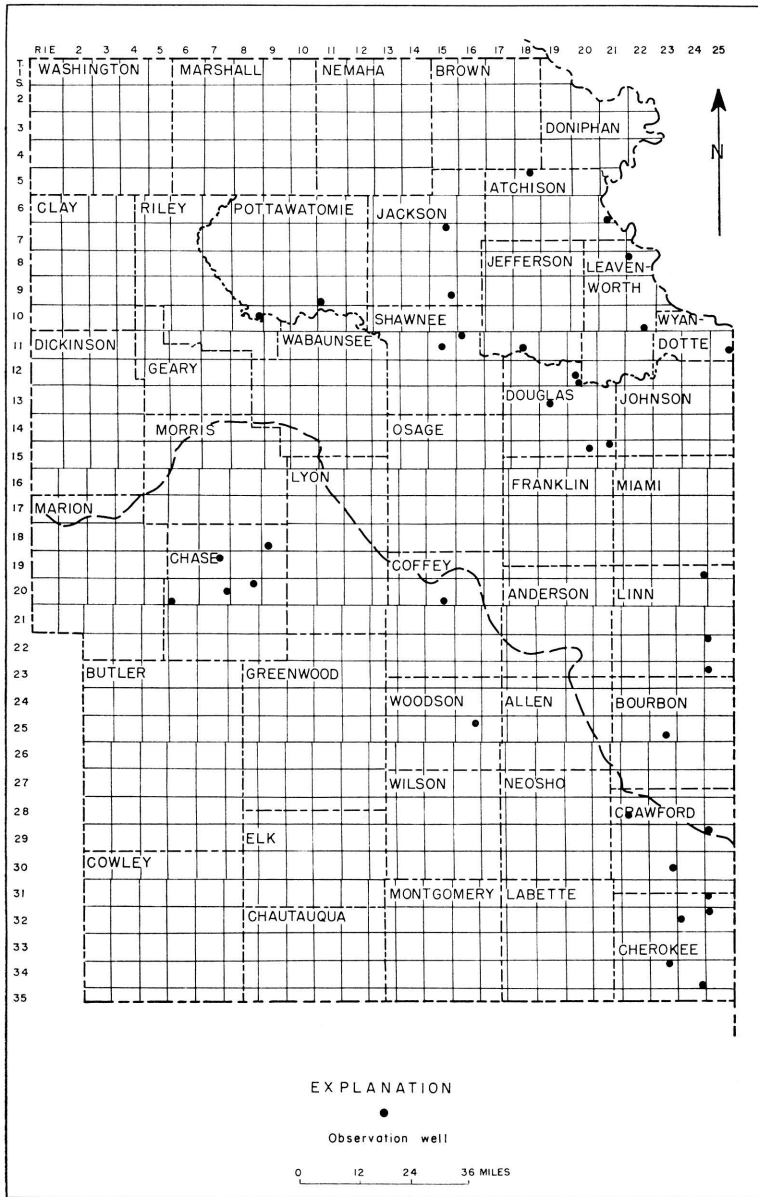 R1E 2 3 4 5 6 7 8 9 10 11 12 13 14 15 16 17 18 19 20 21 22 23 24 25
T.
1
S.
WASHINGTON MARSHALL NEMAHA BROWN
2
DONIPHAN
3
4
ATCHISON
5
6
CLAY RILEY POTTAWATOMIE JACKSON
7
JEFFERSON LEAVEN-
WORTH
8
9
10
SHAWNEE WYAN-
DOTTE
DICKINSON WABAUNSEE
11
GEARY
12
DOUGLAS JOHNSON
13
MORRIS OSAGE
14
15
LYON FRANKLIN MIAMI
16
MARION
17
18
CHASE COFFEY
19
ANDERSON LINN
20
21
22
BUTLER GREENWOOD
23
WOODSON ALLEN BOURBON
24
25
26
WILSON NEOSHO
27
CRAWFORD
28
ELK
29
COWLEY
30
MONTGOMERY LABETTE
31
CHAUTAUQUA
32
CHEROKEE
33
34
35
N
EXPLANATION
Observation well
0 12 24 36 MILES